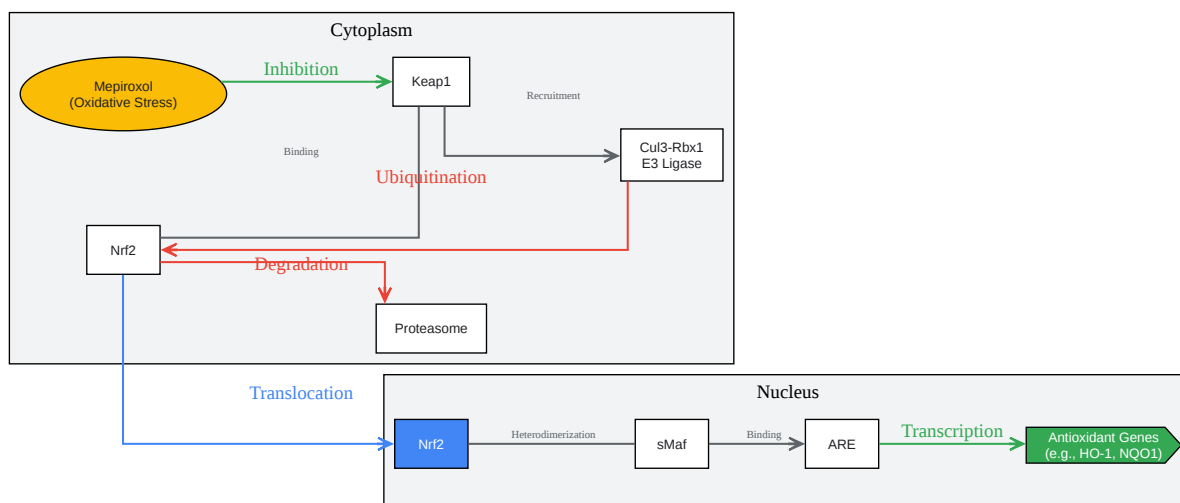 Cytoplasm
Mepiroxol
(Oxidative Stress)
Inhibition
Keap1
Recruitment
Binding
Cul3-Rbx1
E3 Ligase
Ubiquitination
Nrf2
Degradation
Proteasome
Translocation
Nucleus
Nrf2
Heterodimerization
sMaf
Binding
ARE
Transcription
Antioxidant Genes
(e.g., HO-1, NQO1)